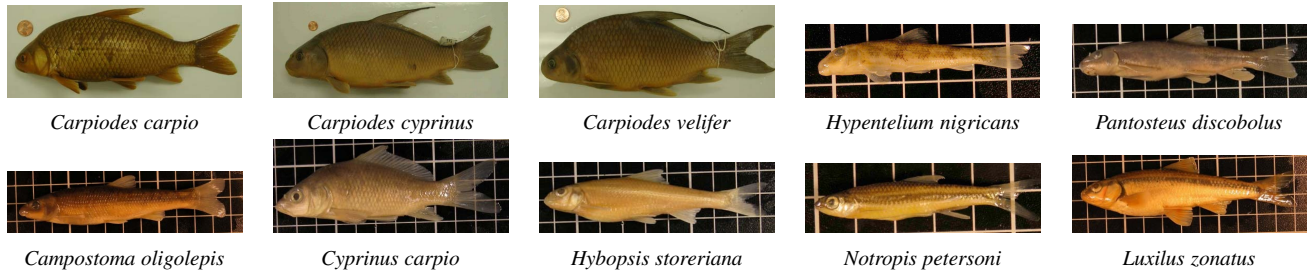 Carpiodes carpio
Carpiodes cyprinus
Carpiodes velifer
Hypentelium nigricans
Pantosteus discobolus
Campostoma oligolepis
Cyprinus carpio
Hybopsis storeriana
Notropis petersoni
Luxilus zonatus